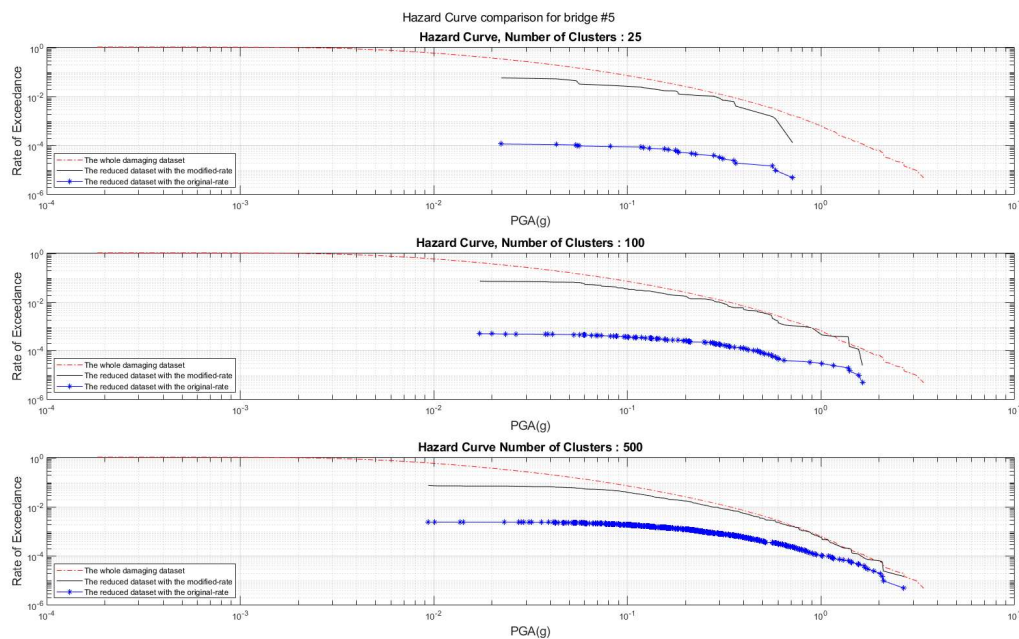 Hazard Curve comparison for bridge #5
Hazard Curve, Number of Clusters : 25
Rate of Exceedance
10^0
10^-2
10^-4
10^-6
The whole damaging dataset
The reduced dataset with the modified-rate
The reduced dataset with the original-rate
10^-4 10^-3 10^-2 10^-1 10^0 10^1
PGA(g)
Hazard Curve, Number of Clusters : 100
Rate of Exceedance
10^0
10^-2
10^-4
10^-6
The whole damaging dataset
The reduced dataset with the modified-rate
The reduced dataset with the original-rate
10^-4 10^-3 10^-2 10^-1 10^0 10^1
PGA(g)
Hazard Curve Number of Clusters : 500
Rate of Exceedance
10^0
10^-2
10^-4
10^-6
The whole damaging dataset
The reduced dataset with the modified-rate
The reduced dataset with the original-rate
10^-4 10^-3 10^-2 10^-1 10^0 10^1
PGA(g)